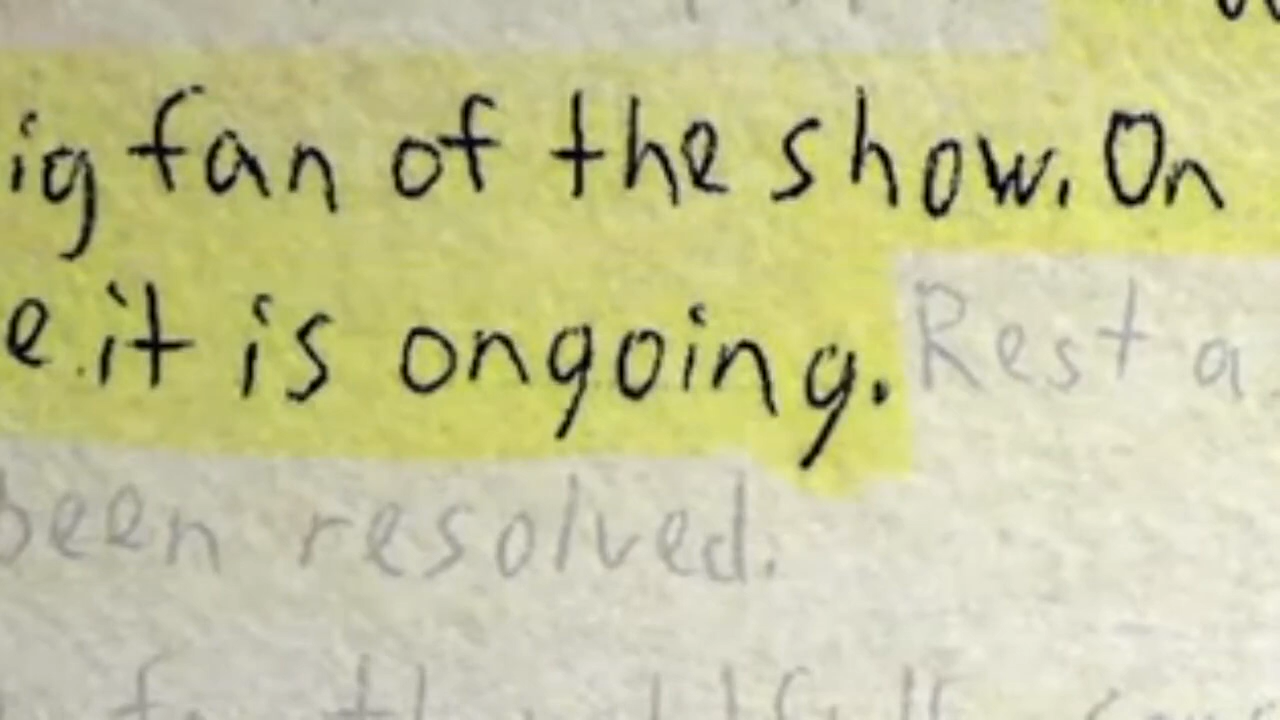 ig fan of the show. On
e it is ongoing. Rest a
been resolved.